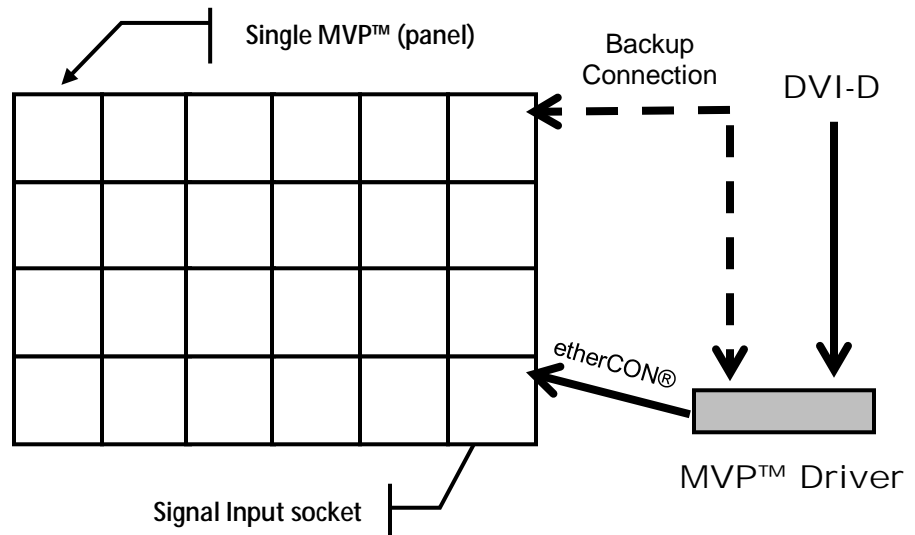 Single MVP™ (panel)
Backup
Connection
DVI-D
etherCON®
MVP™ Driver
Signal Input socket